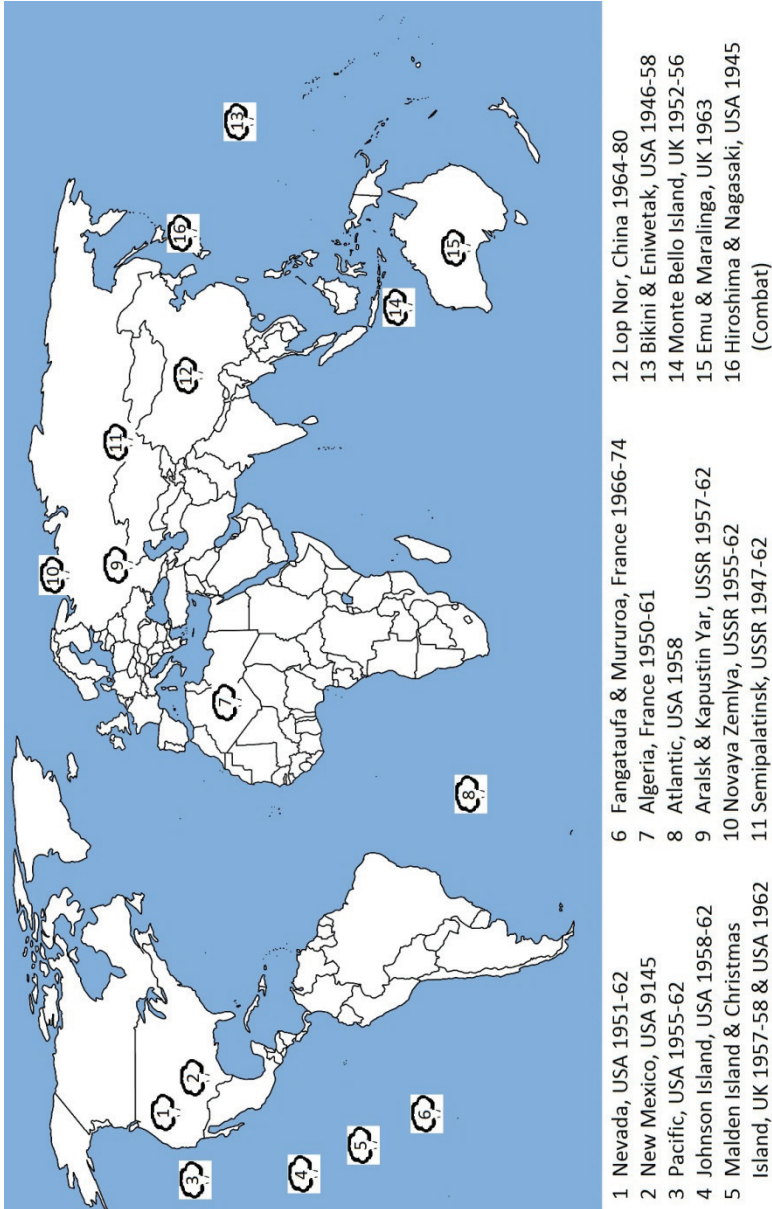 1
2
3
4
5
6
7
8
9
10
11
12
13
14
15
16
1 Nevada, USA 1951-62
2 New Mexico, USA 9145
3 Pacific, USA 1955-62
4 Johnson Island, USA 1958-62
5 Malden Island & Christmas
Island, UK 1957-58 & USA 1962
6 Fangataufa & Mururoa, France 1966-74
7 Algeria, France 1950-61
8 Atlantic, USA 1958
9 Aralsk & Kapustin Yar, USSR 1957-62
10 Novaya Zemlya, USSR 1955-62
11 Semipalatinsk, USSR 1947-62
12 Lop Nor, China 1964-80
13 Bikini & Eniwetak, USA 1946-58
14 Monte Bello Island, UK 1952-56
15 Emu & Maralinga, UK 1963
16 Hiroshima & Nagasaki, USA 1945
(Combat)